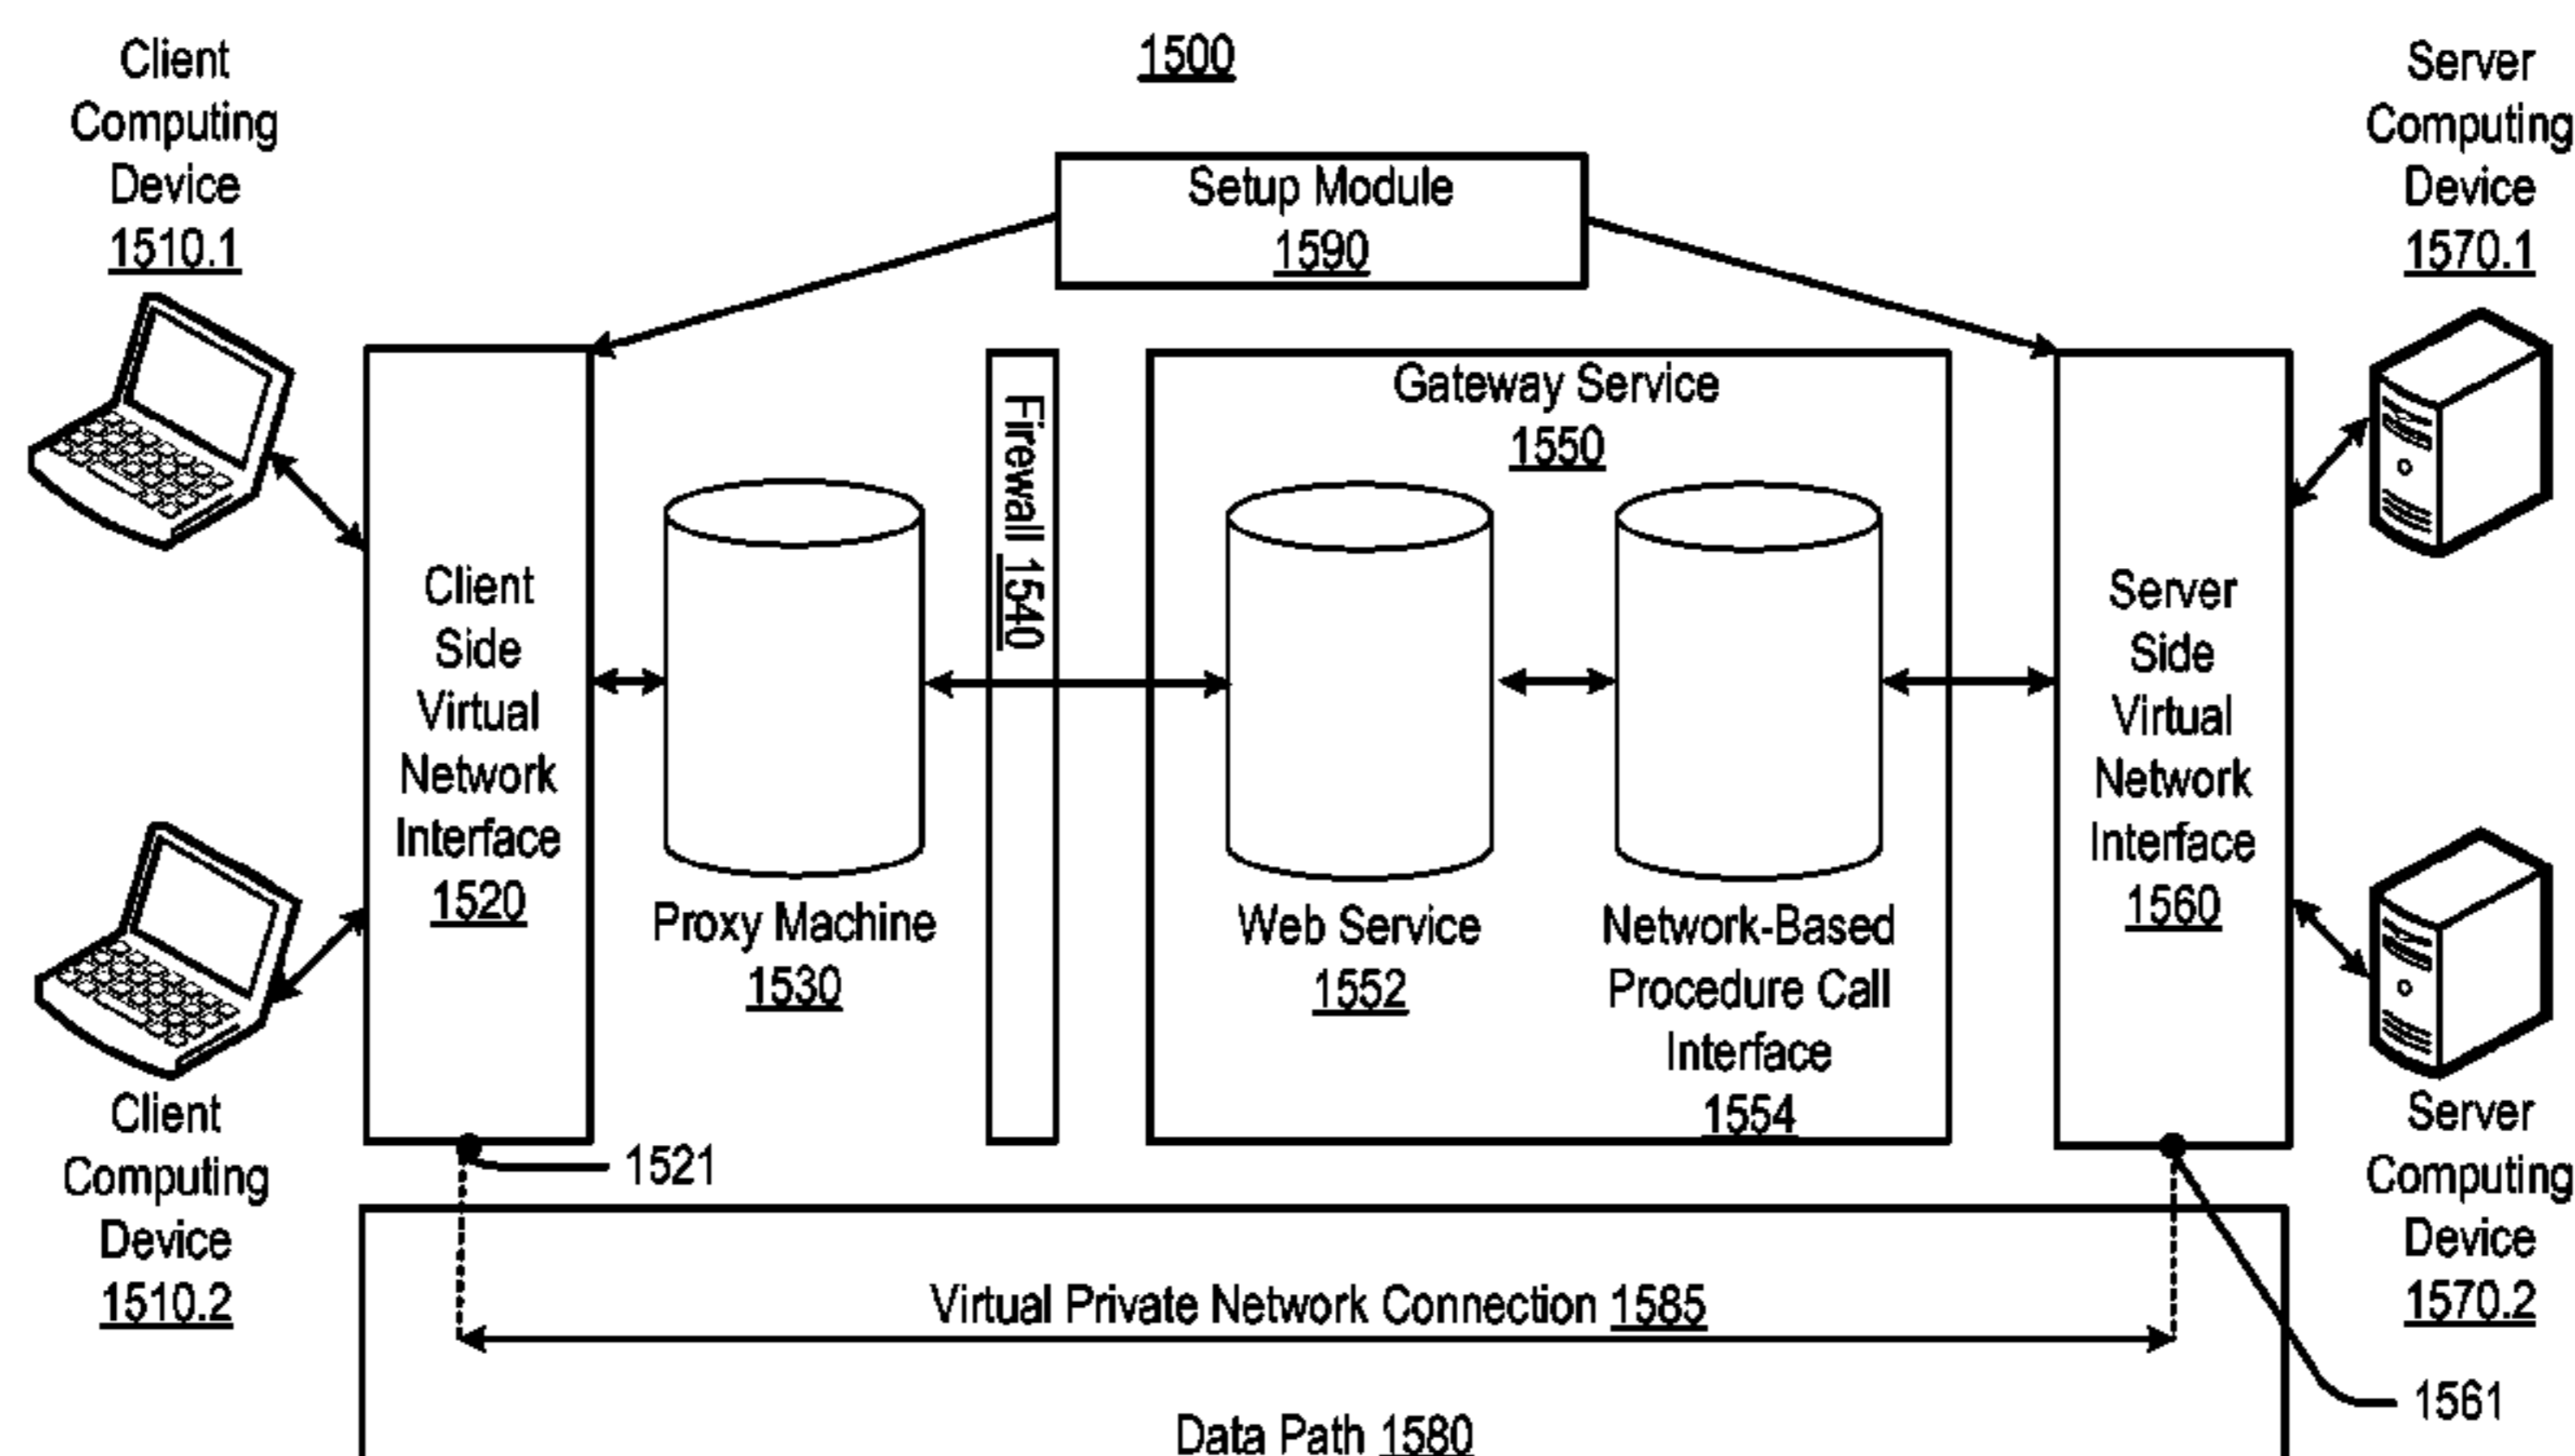 1500
Client
Computing
Device
1510.1
Setup Module
1590
Server
Computing
Device
1570.1
Client
Side
Virtual
Network
Interface
1520
Proxy Machine
1530
Firewall 1540
Gateway Service
1550
Web Service
1552
Network-Based
Procedure Call
Interface
1554
Server
Side
Virtual
Network
Interface
1560
Client
Computing
Device
1510.2
1521
Server
Computing
Device
1570.2
Virtual Private Network Connection 1585
1561
Data Path 1580